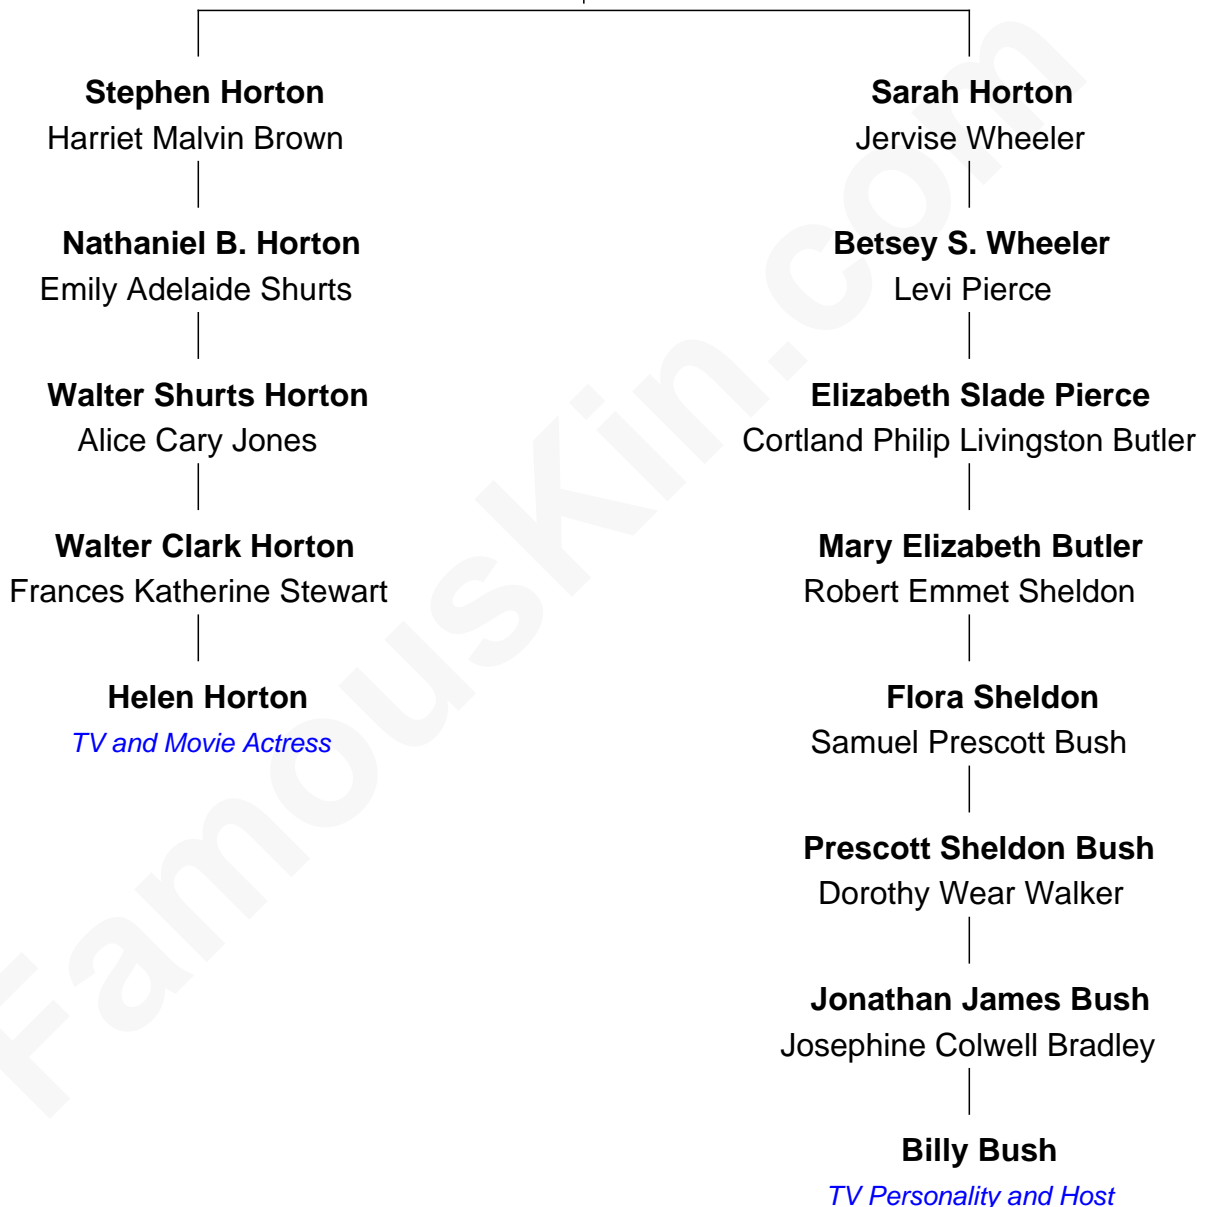 Stephen Horton
Harriet Malvin Brown
Nathaniel B. Horton
Emily Adelaide Shurts
Walter Shurts Horton
Alice Cary Jones
Walter Clark Horton
Frances Katherine Stewart
Helen Horton
TV and Movie Actress
Sarah Horton
Jervise Wheeler
Betsey S. Wheeler
Levi Pierce
Elizabeth Slade Pierce
Cortland Philip Livingston Butler
Mary Elizabeth Butler
Robert Emmet Sheldon
Flora Sheldon
Samuel Prescott Bush
Prescott Sheldon Bush
Dorothy Wear Walker
Jonathan James Bush
Josephine Colwell Bradley
Billy Bush
TV Personality and Host
FamousKin.com